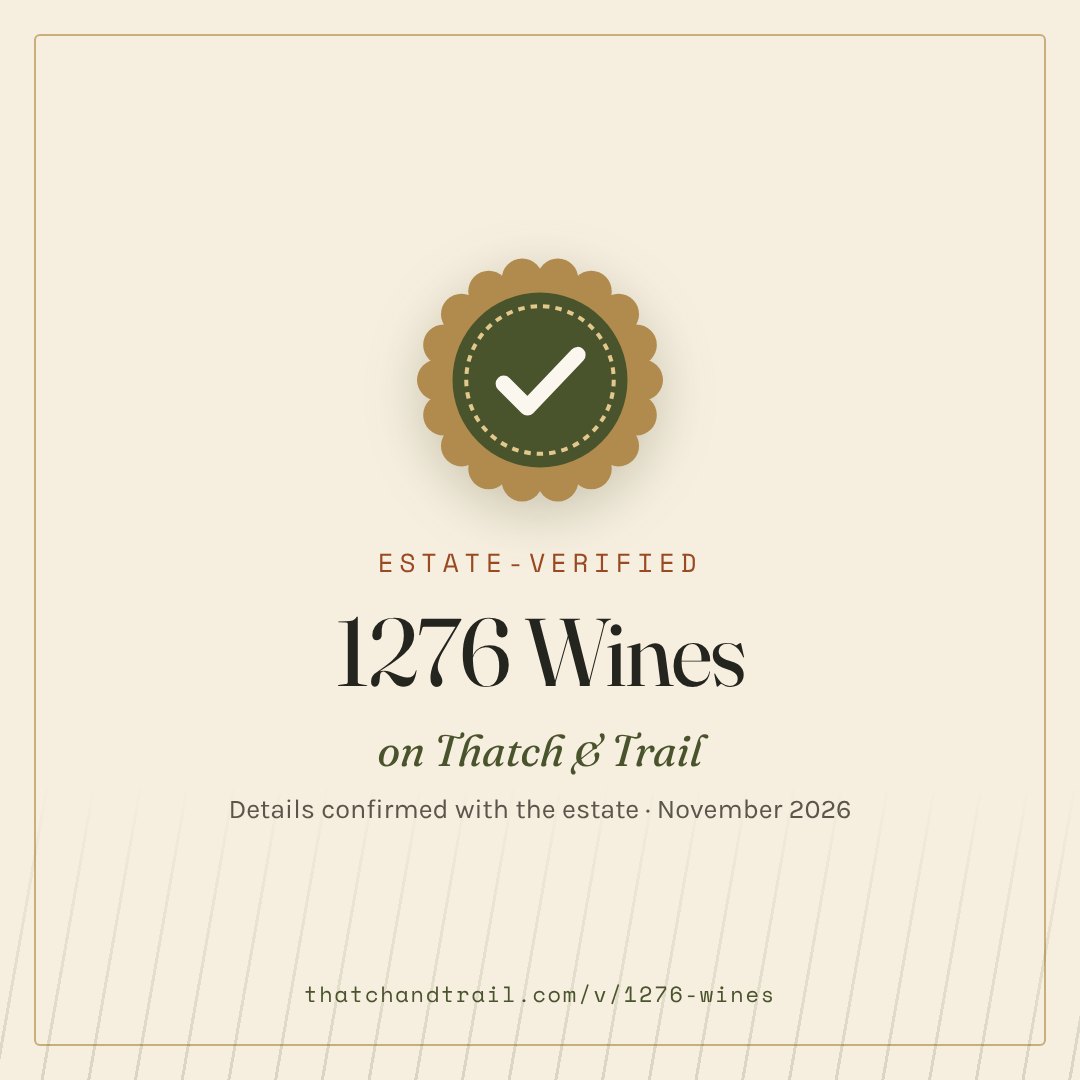 ESTATE-VERIFIED
1276 Wines
on Thatch & Trail
Details confirmed with the estate · November 2026
thatchandtrail.com/v/1276-wines